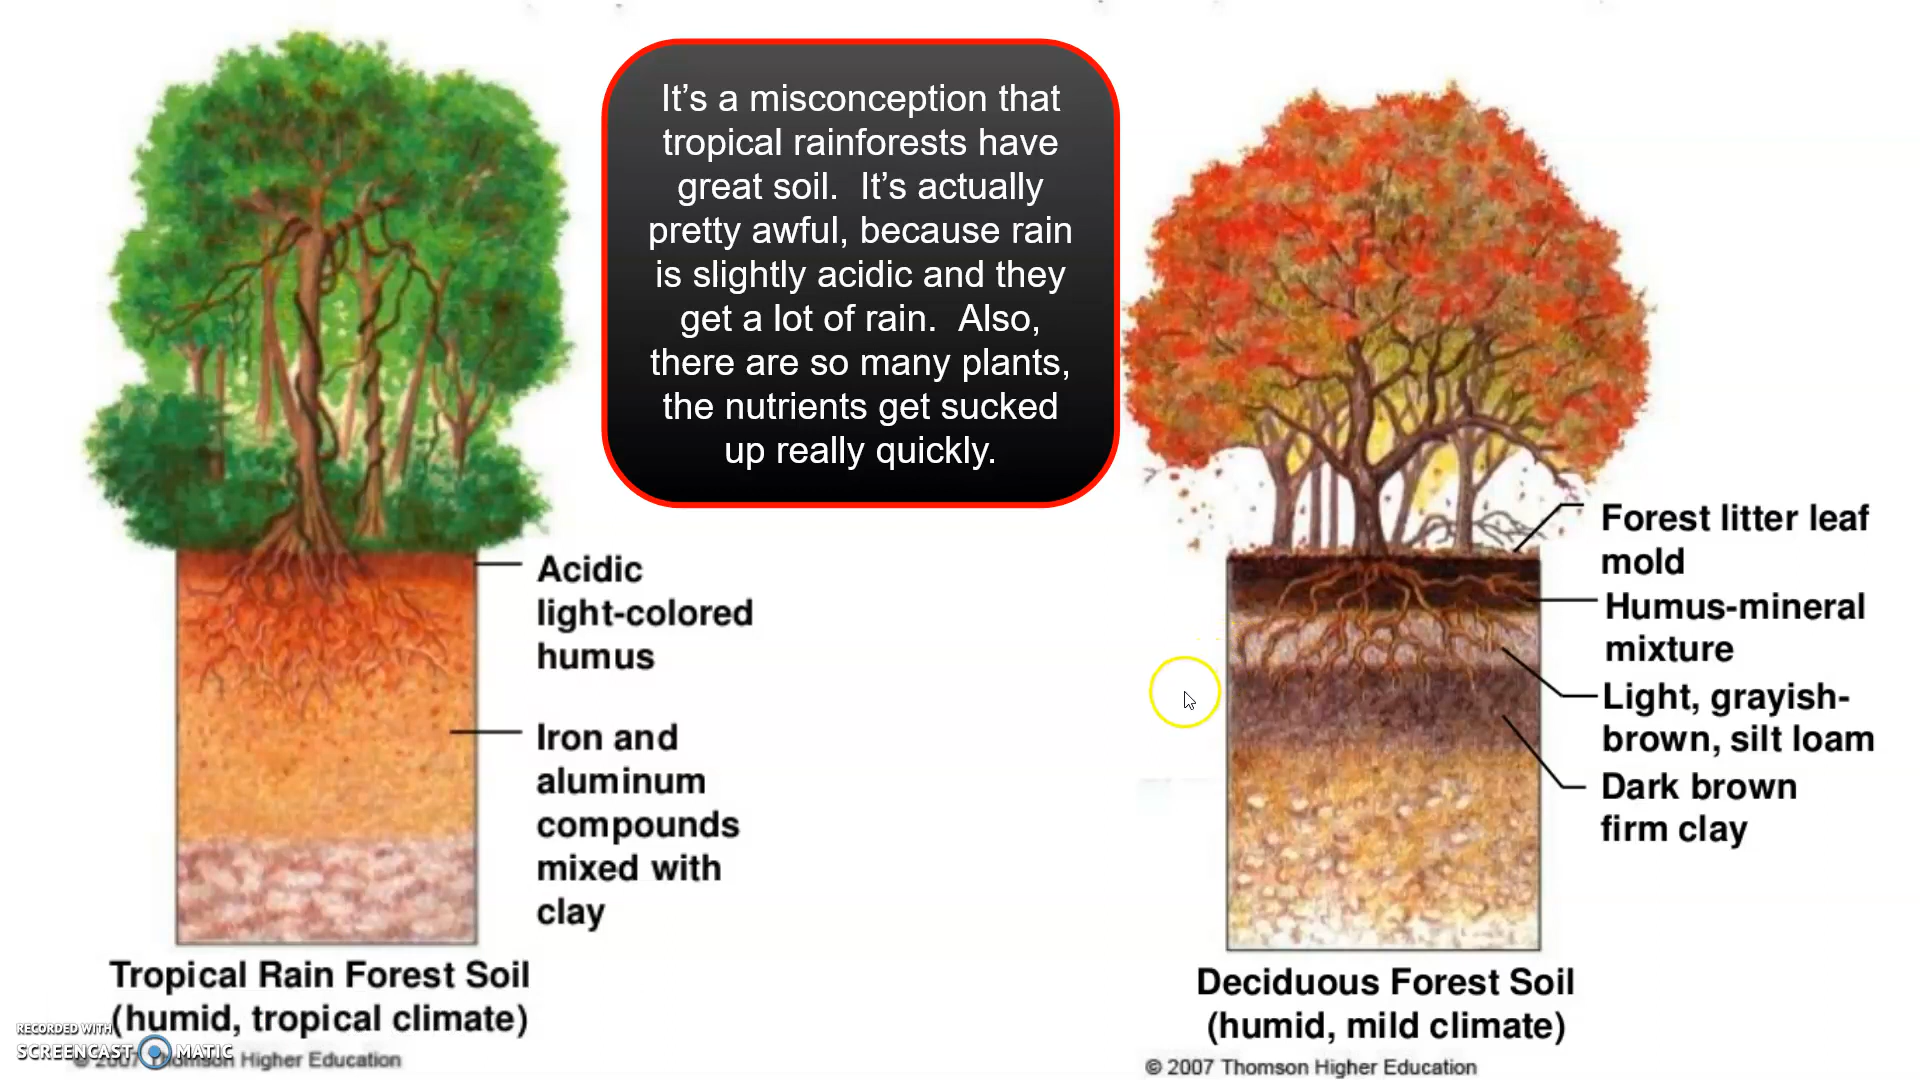 It’s a misconception that
tropical rainforests have
great soil.  It’s actually
pretty awful, because rain
is slightly acidic and they
get a lot of rain.  Also,
there are so many plants,
the nutrients get sucked
up really quickly.
Acidic
light-colored
humus
Iron and
aluminum
compounds
mixed with
clay
Tropical Rain Forest Soil
(humid, tropical climate)
© 2007 Thomson Higher Education
Forest litter leaf
mold
Humus-mineral
mixture
Light, grayish-
brown, silt loam
Dark brown
firm clay
Deciduous Forest Soil
(humid, mild climate)
© 2007 Thomson Higher Education
RECORDED WITH
SCREENCAST MATIC